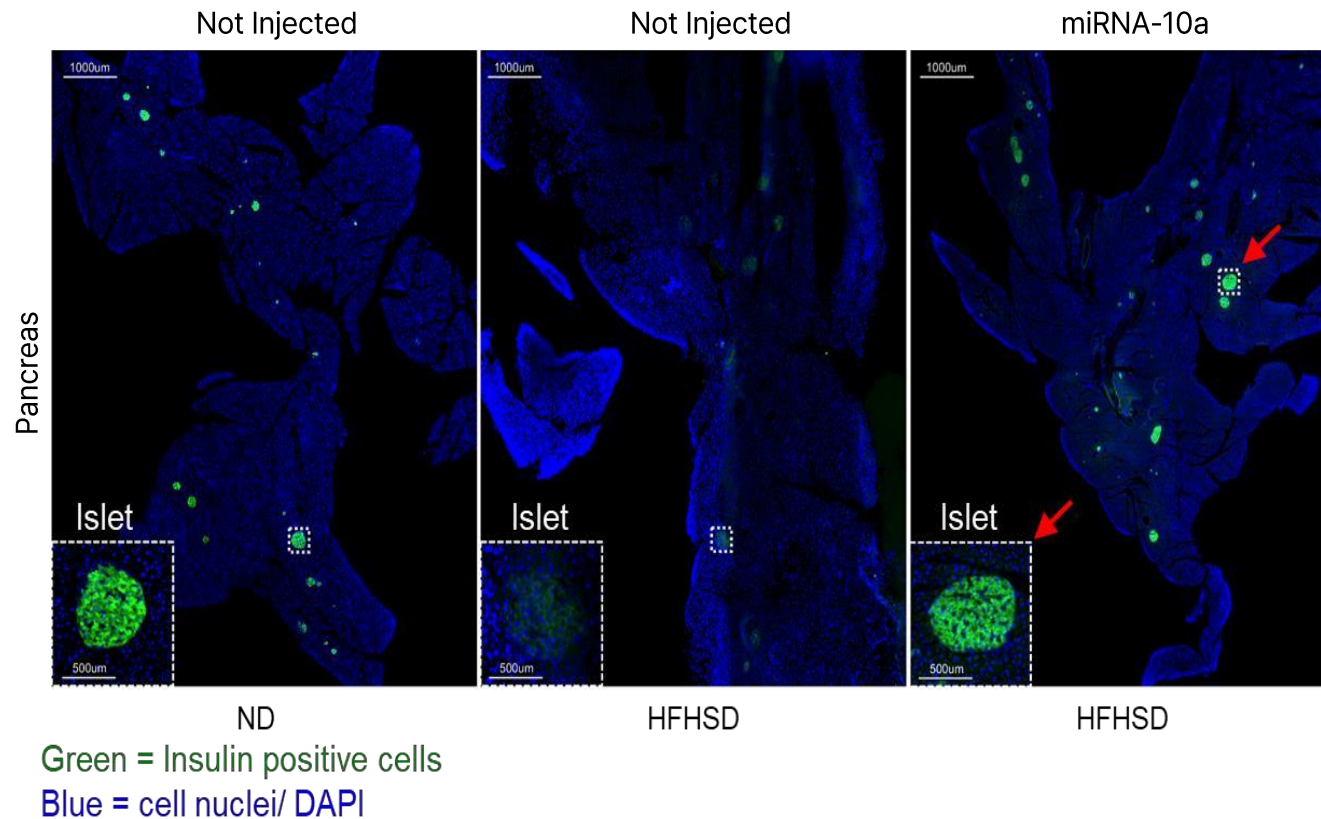 Not Injected
Not Injected
miRNA-10a
1000um
1000um
1000um
Pancreas
Islet
Islet
Islet
500um
500um
500um
ND
HFHSD
HFHSD
Green = Insulin positive cells
Blue = cell nuclei/ DAPI